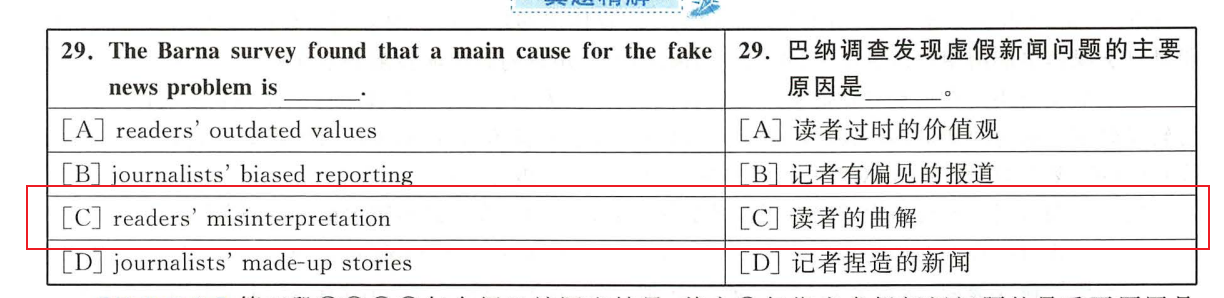 真题精解
29. The Barna survey found that a main cause for the fake
news problem is ______.
29. 巴纳调查发现虚假新闻问题的主要
原因是______。
[A] readers' outdated values
[A] 读者过时的价值观
[B] journalists' biased reporting
[B] 记者有偏见的报道
[C] readers' misinterpretation
[C] 读者的曲解
[D] journalists' made-up stories
[D] 记者捏造的新闻